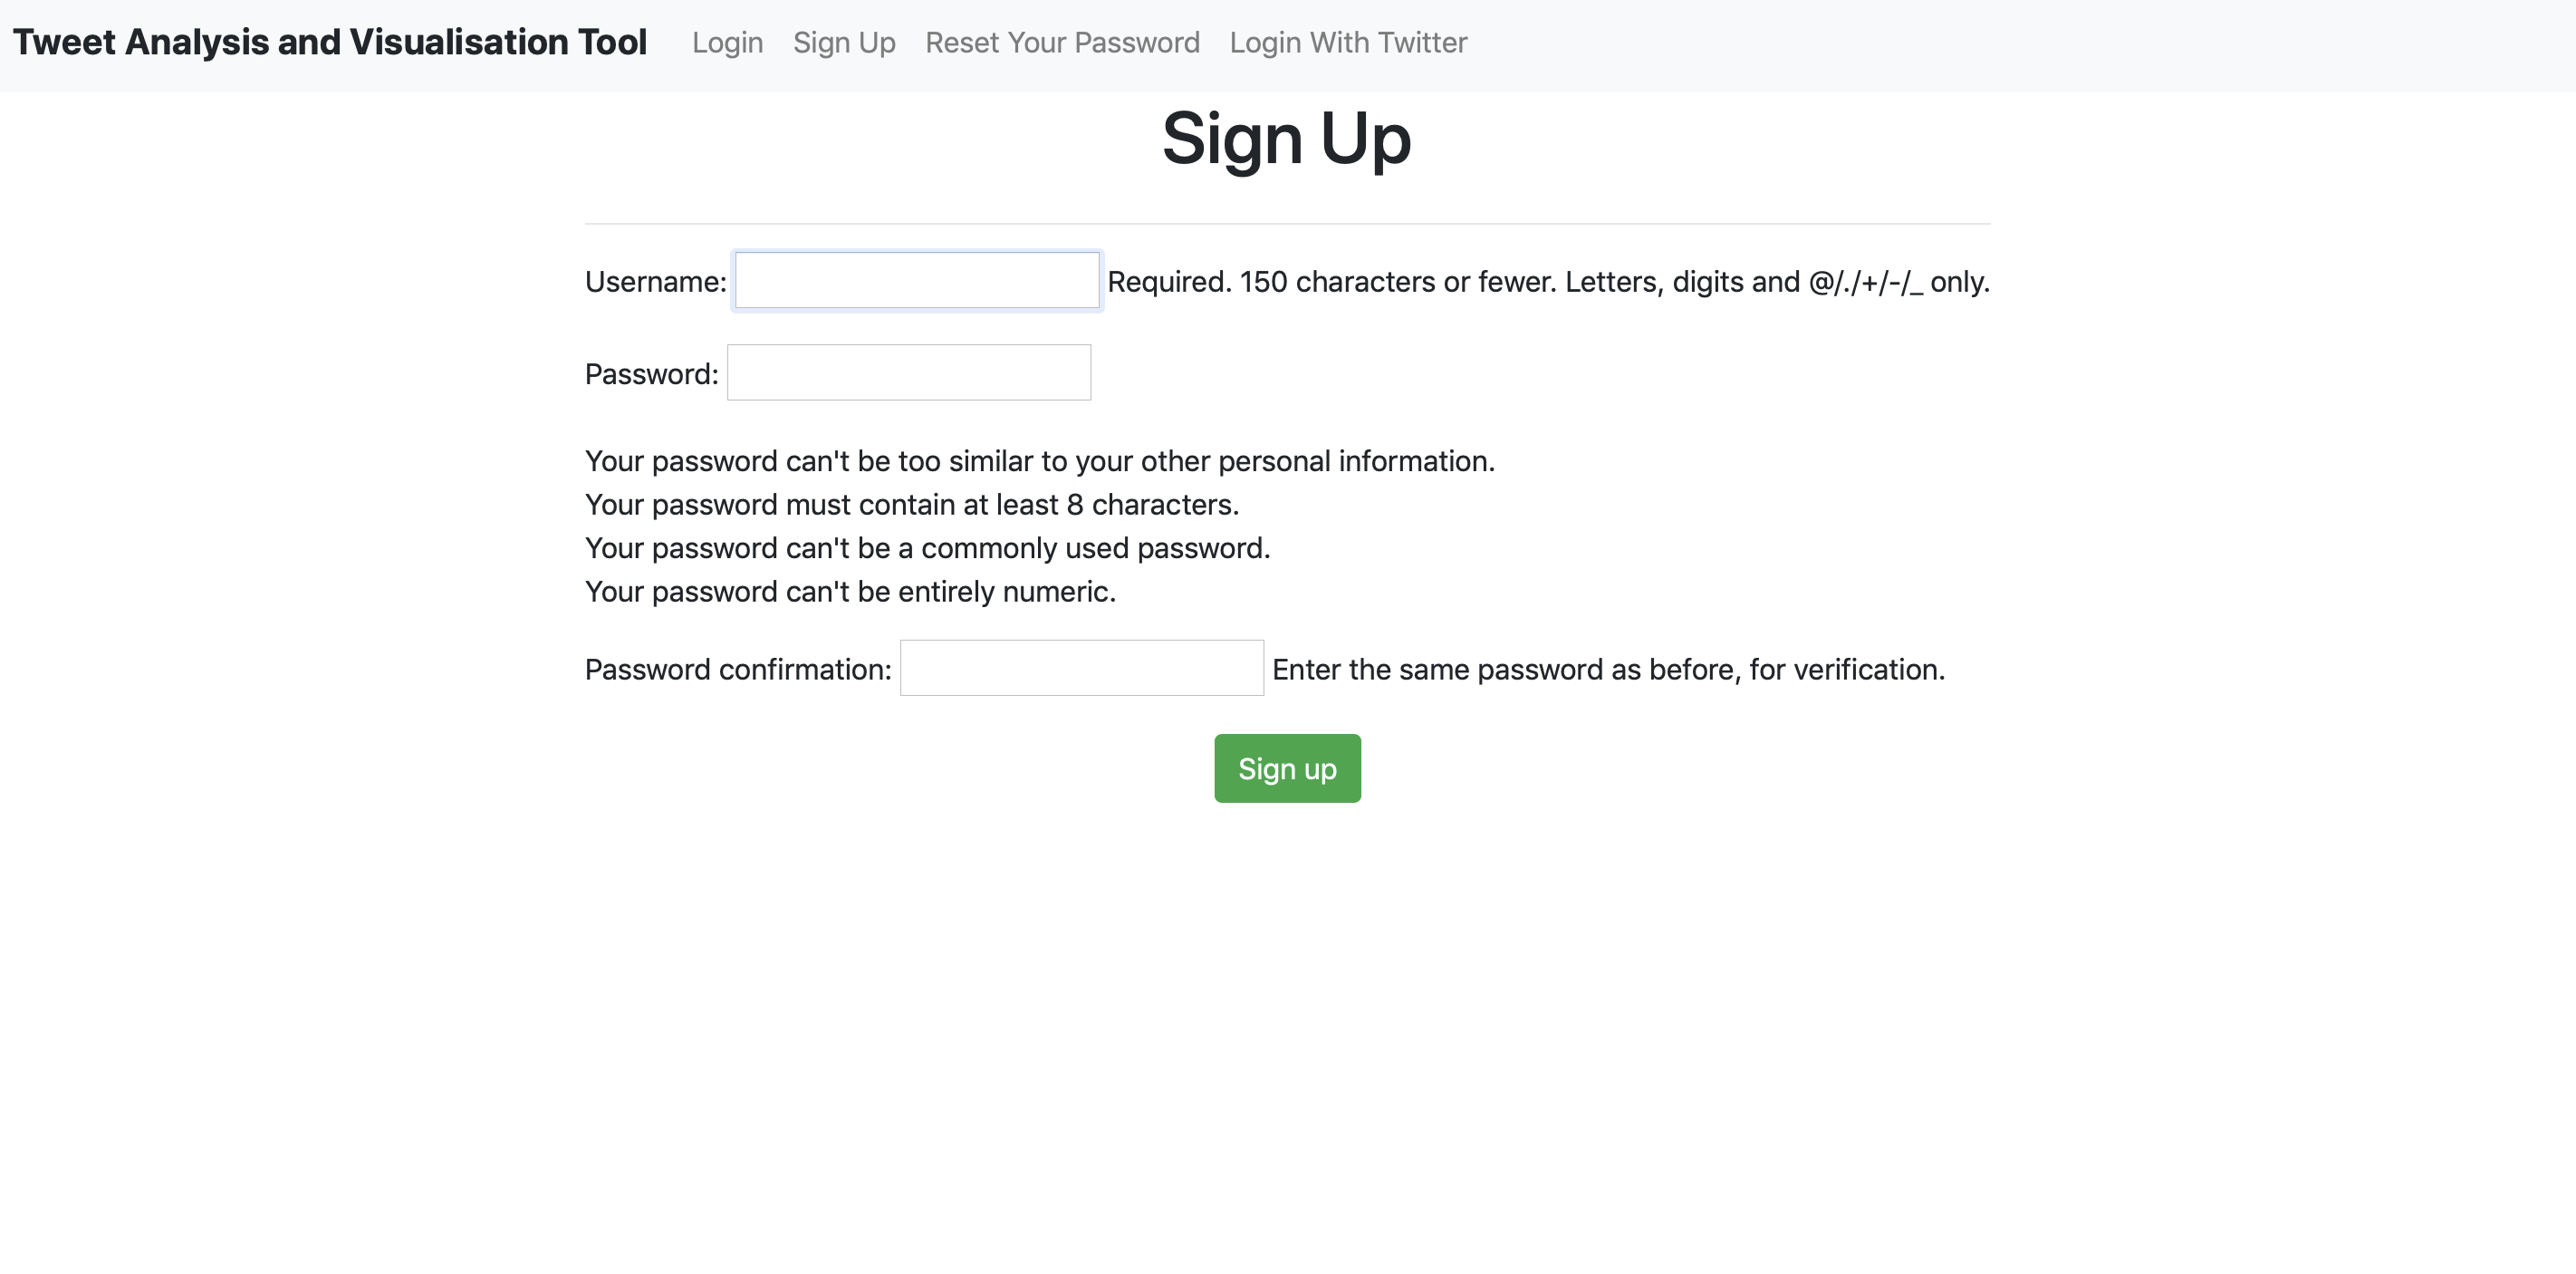 Tweet Analysis and Visualisation Tool Login Sign Up Reset Your Password Login With Twitter
Sign Up
Username: Required. 150 characters or fewer. Letters, digits and @/./+/-/_ only.
Password:
Your password can't be too similar to your other personal information.
Your password must contain at least 8 characters.
Your password can't be a commonly used password.
Your password can't be entirely numeric.
Password confirmation: Enter the same password as before, for verification.
Sign up